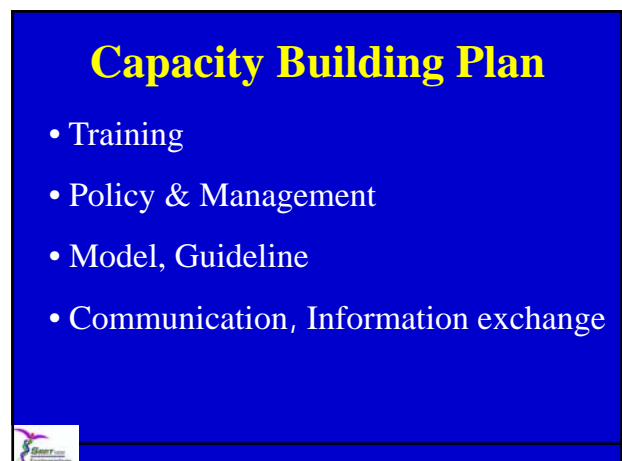 Capacity Building Plan
• Training
• Policy & Management
• Model, Guideline
• Communication, Information exchange